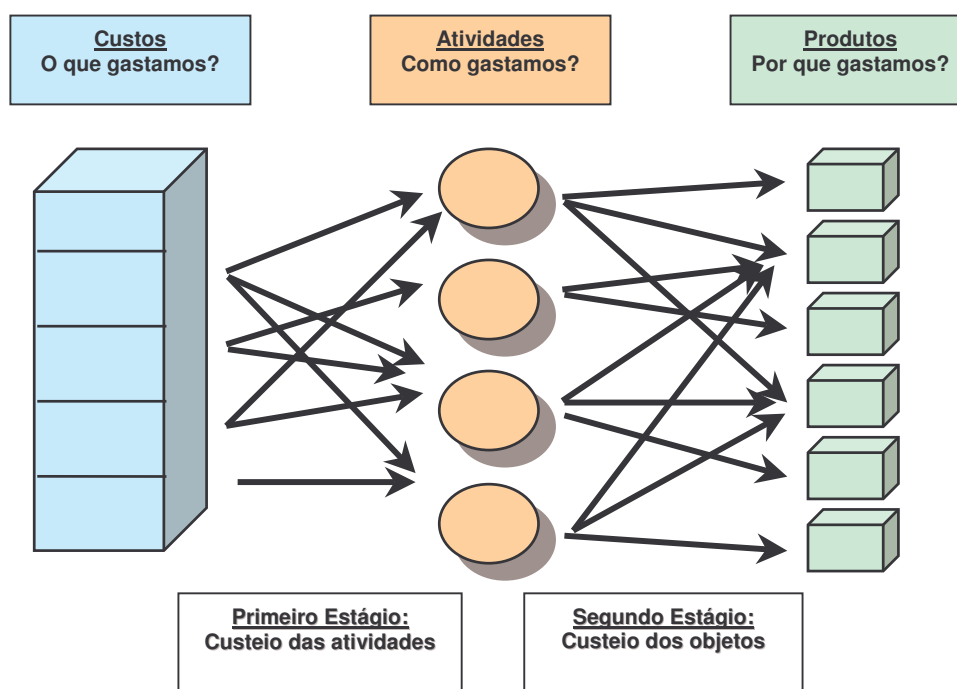 Custos
O que gastamos?
Atividades
Como gastamos?
Produtos
Por que gastamos?
Primeiro Estágio:
Custeio das atividades
Segundo Estágio:
Custeio dos objetos